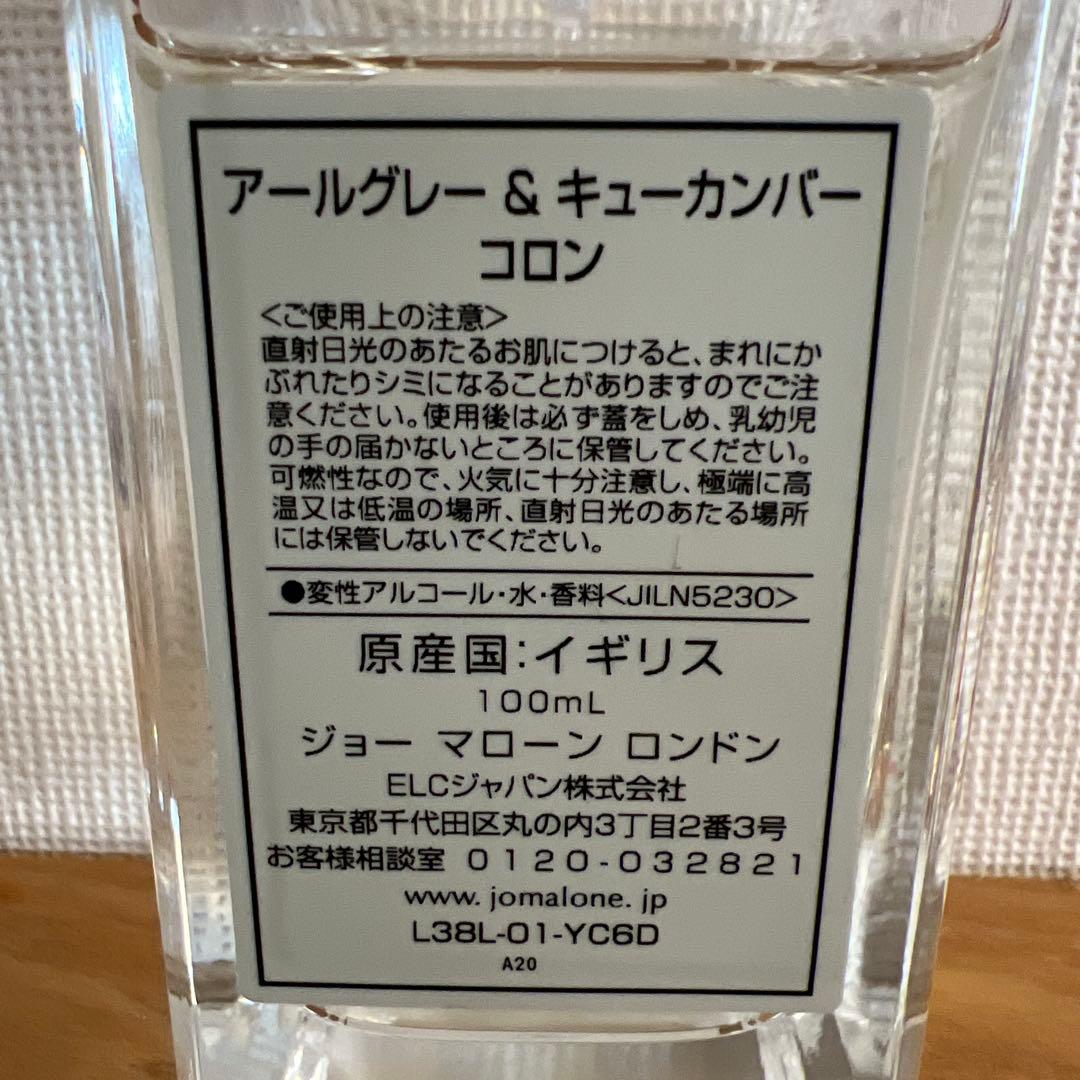 アールグレー & キューカンバー
コロン
<ご使用上の注意>
直射日光のあたるお肌につけると、まれにか
ぶれたりシミになることがありますのでご注
意ください。使用後は必ず蓋をしめ、乳幼児
の手の届かないところに保管してください。
可燃性なので、火気に十分注意し、極端に高
温又は低温の場所、直射日光のあたる場所
には保管しないでください。
●変性アルコール・水・香料<JILN5230>
原産国:イギリス
100mL
ジョー マローン ロンドン
ELCジャパン株式会社
東京都千代田区丸の内3丁目2番3号
お客様相談室 0120-032821
www. jomalone. jp
L38L-01-YC6D
A20